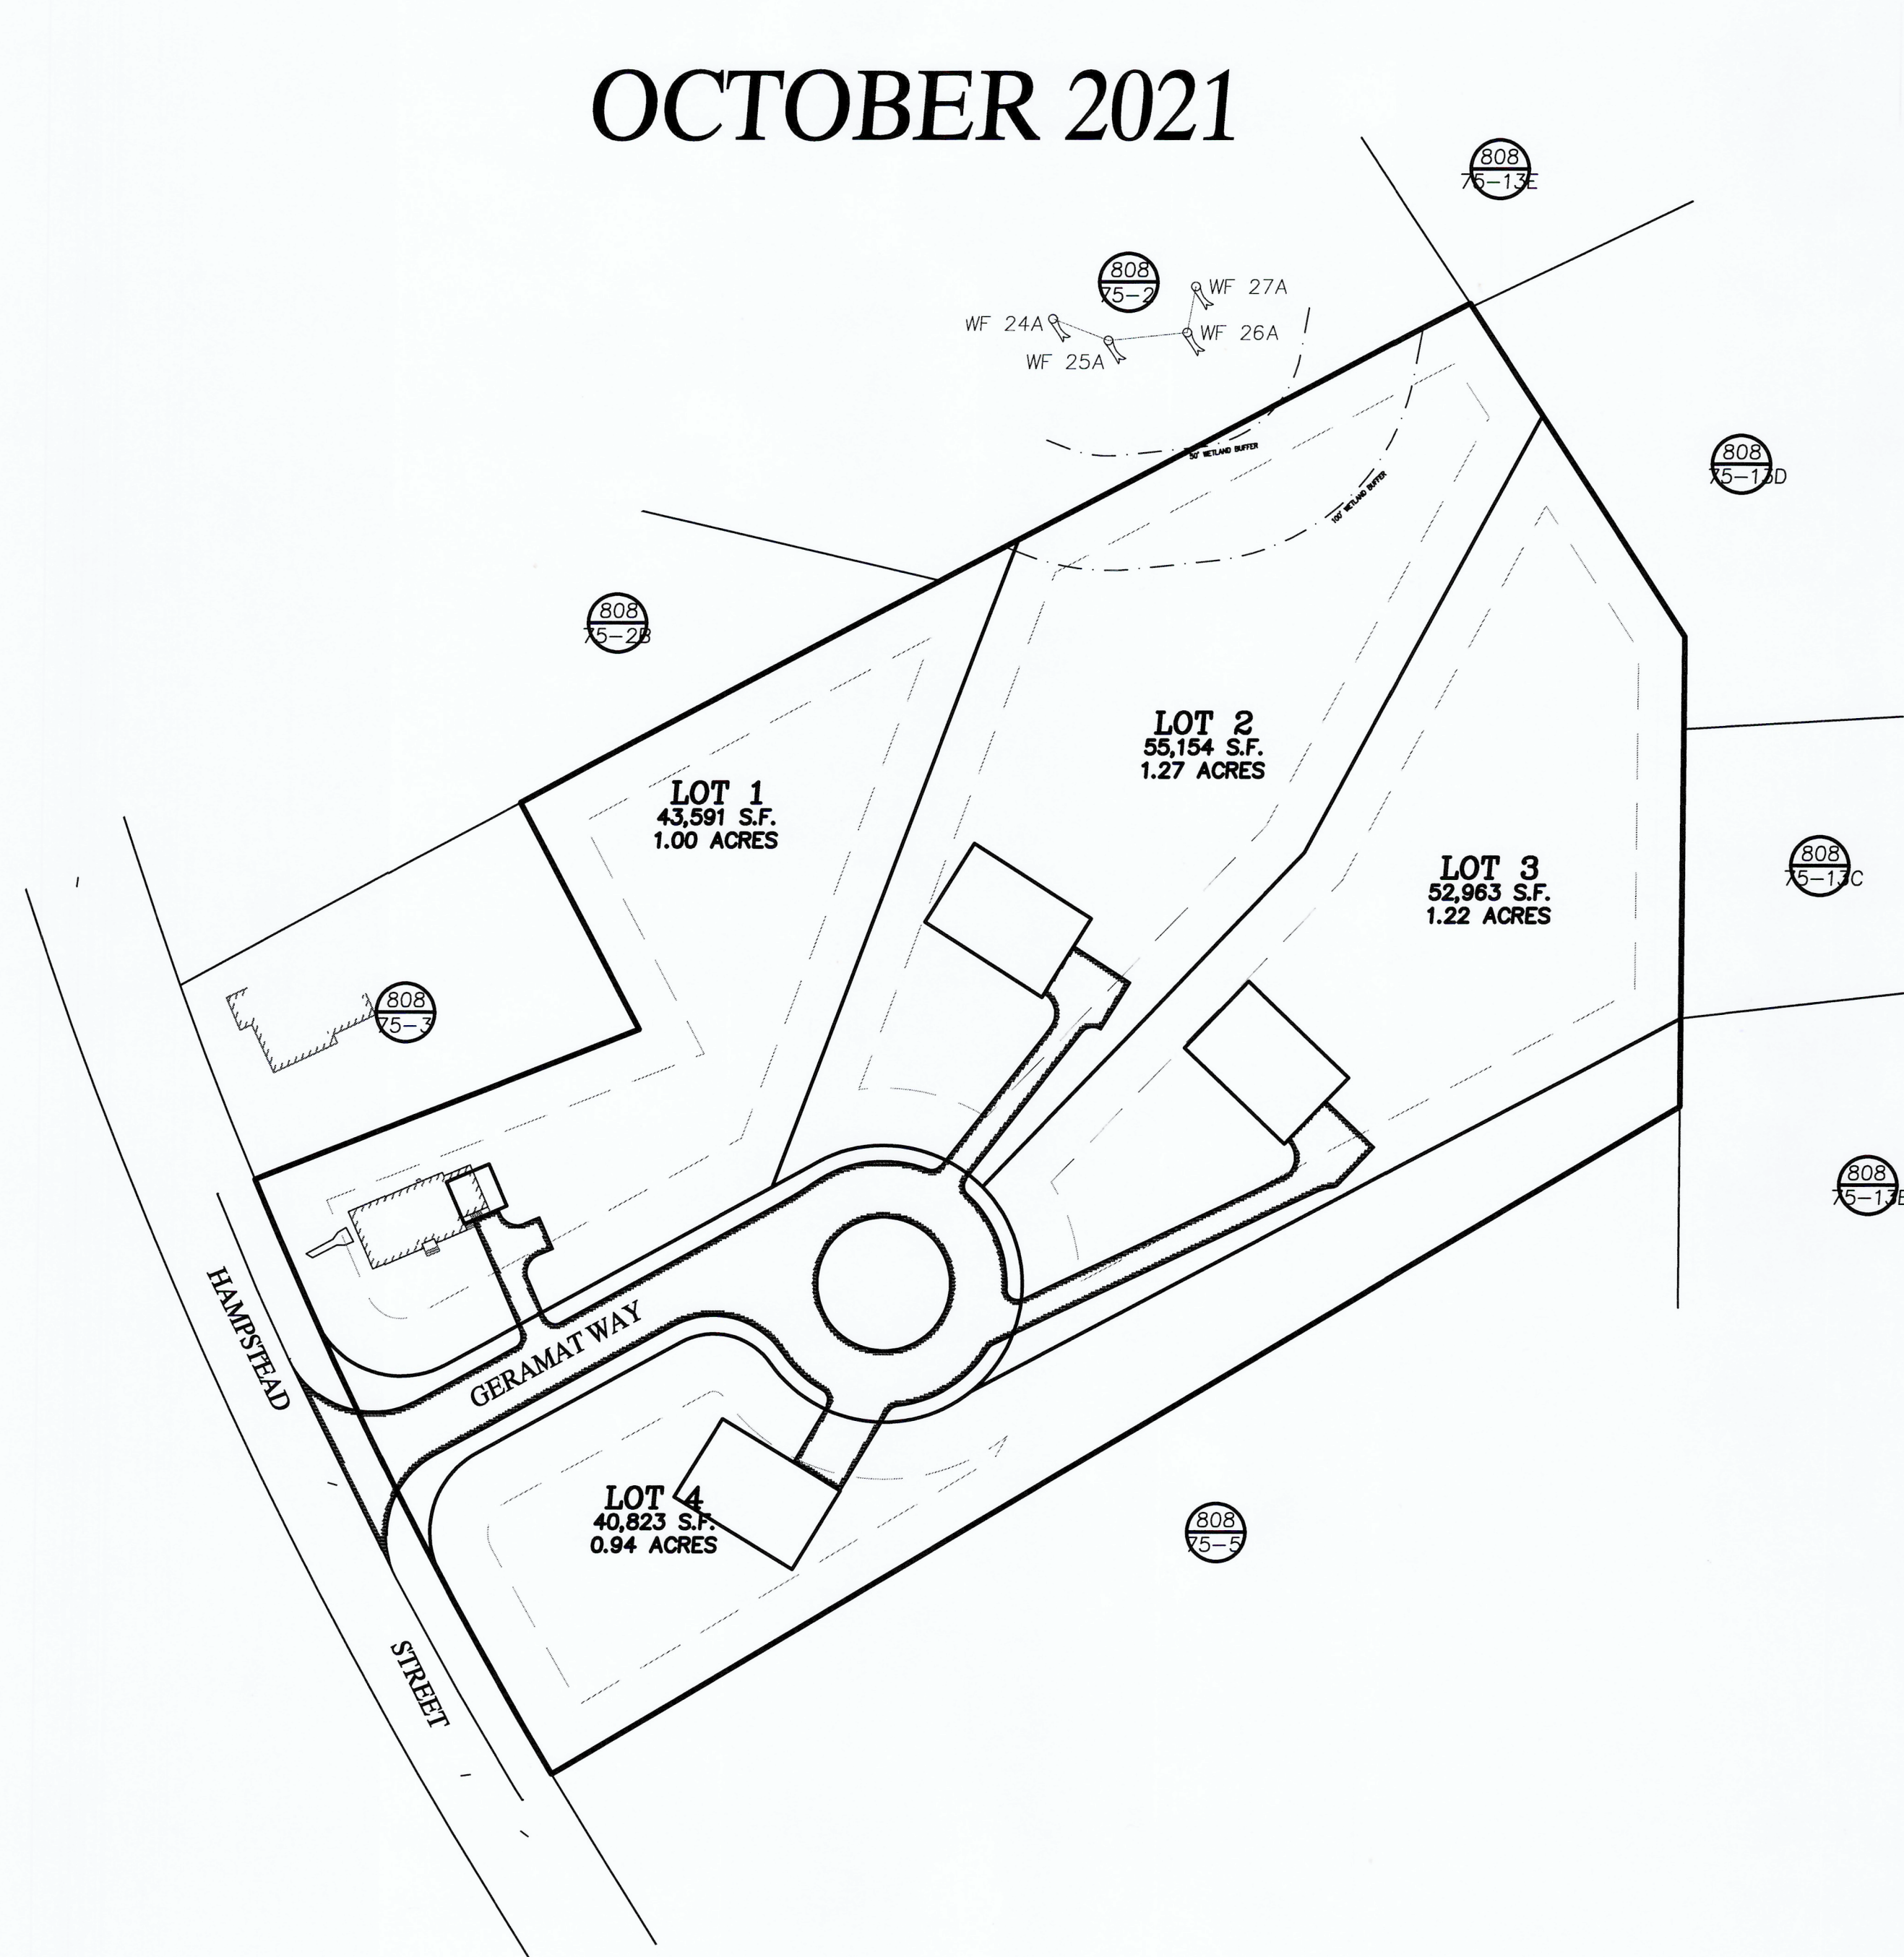 OCTOBER 2021
808
75-13E
808
75-2
WF 27A
WF 24A
WF 26A
WF 25A
50' WETLAND BUFFER
808
75-13D
100' WETLAND BUFFER
808
75-2B
LOT 2
55,154 S.F.
1.27 ACRES
LOT 1
43,591 S.F.
1.00 ACRES
LOT 3
52,963 S.F.
1.22 ACRES
808
75-13C
808
75-3
808
HAMPSTEAD
GERAMAT WAY
LOT 4
40,823 S.F.
0.94 ACRES
808
75-5
STREET